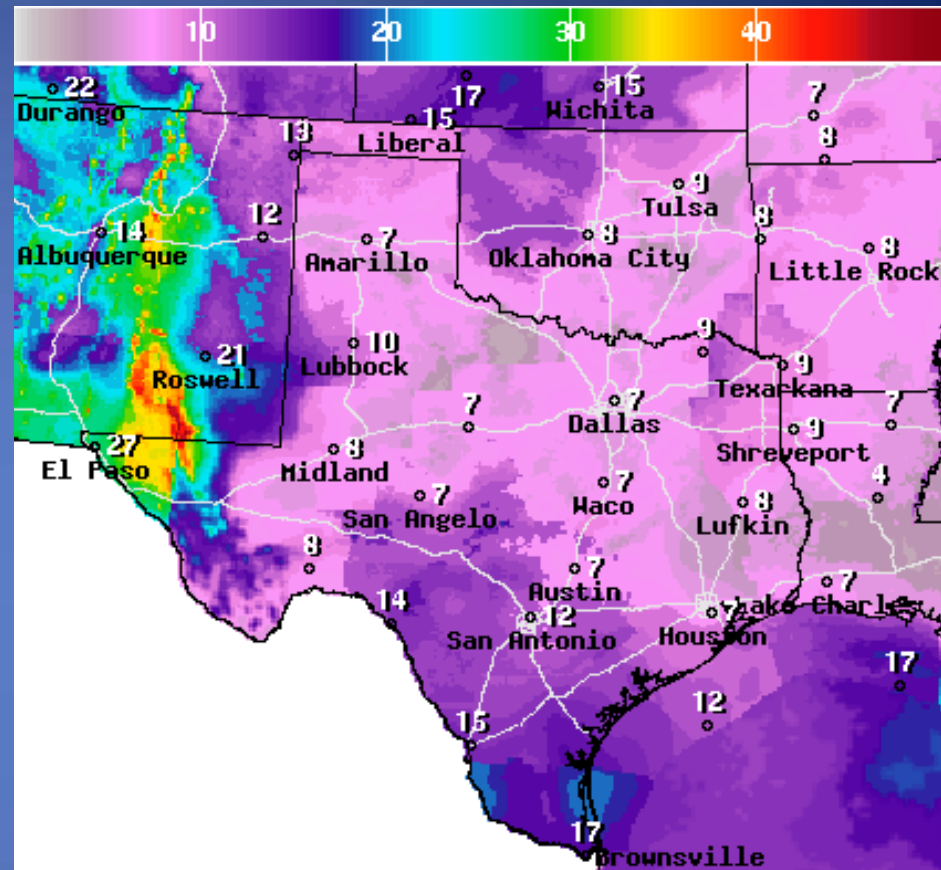 10 20 30 40
22
Durango
17
15
Wichita
7
15
Liberal
13
8
9
Tulsa
14
Albuquerque
12
7
Amarillo
8
Oklahoma City
8
8
Little Rock
21
Roswell
10
Lubbock
9
9
Texarkana
7
Dallas
7
9
Shreveport
7
27
El Paso
8
Midland
7
San Angelo
7
Waco
8
Lufkin
4
8
7
Austin
7
Lake Charl
14
12
San Antonio
7
Houston
17
12
15
17
Brownsville